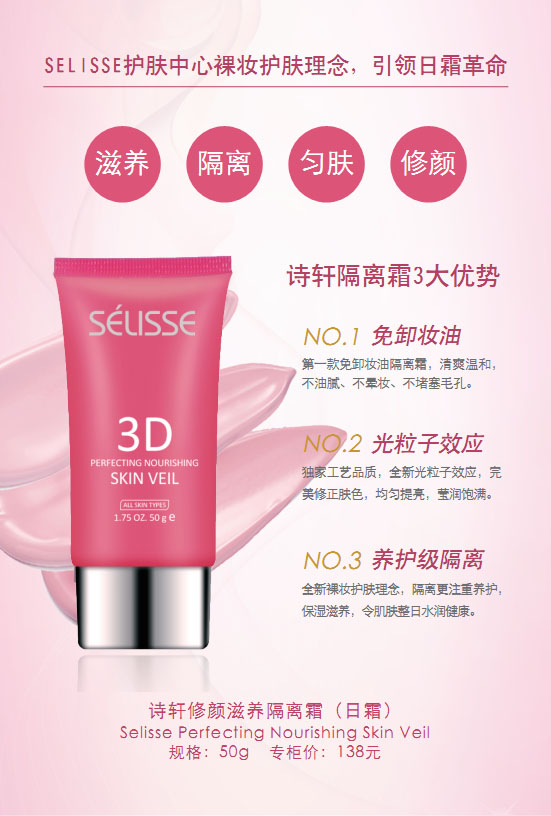 SELISSE护肤中心裸妆护肤理念，引领日霜革命
滋养 隔离 匀肤 修颜
诗轩隔离霜3大优势
SÉLISSE
3D
PERFECTING NOURISHING
SKIN VEIL
ALL SKIN TYPES
1.75 OZ. 50 g e
NO.1 免卸妆油
第一款免卸妆油隔离霜，清爽温和，
不油腻、不晕妆、不堵塞毛孔。
NO.2 光粒子效应
独家工艺品质，全新光粒子效应，完
美修正肤色，均匀提亮，莹润饱满。
NO.3 养护级隔离
全新裸妆护肤理念，隔离更注重养护，
保湿滋养，令肌肤整日水润健康。
诗轩修颜滋养隔离霜（日霜）
Selisse Perfecting Nourishing Skin Veil
规格：50g 专柜价：138元